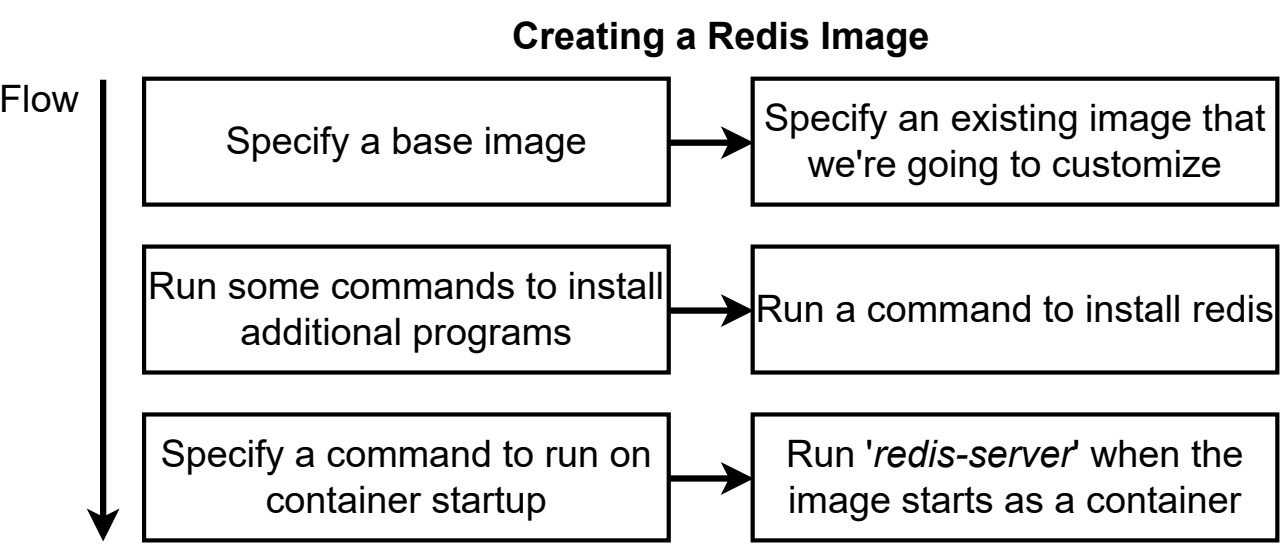 Creating a Redis Image
Flow
Specify a base image
Specify an existing image that
we're going to customize
Run some commands to install
additional programs
Run a command to install redis
Specify a command to run on
container startup
Run 'redis-server' when the
image starts as a container